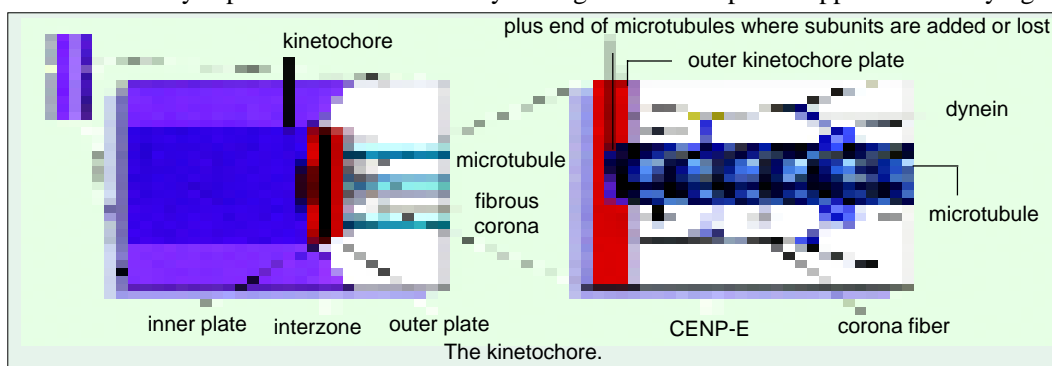 plus end of microtubules where subunits are added or lost
kinetochore
outer kinetochore plate
dynein
microtubule
fibrous
corona
microtubule
inner plate
interzone
outer plate
CENP-E
corona fiber
The kinetochore.